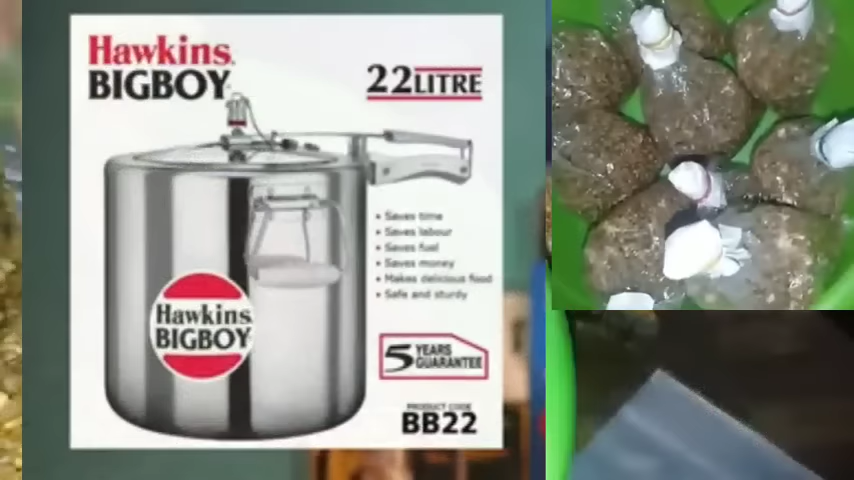 Hawkins
BIGBOY
22 LITRE
• Saves time
• Saves labour
• Saves fuel
• Saves money
• Makes delicious food
• Safe and sturdy
Hawkins
BIGBOY
5 YEARS
GUARANTEE
PRODUCT CODE
BB22